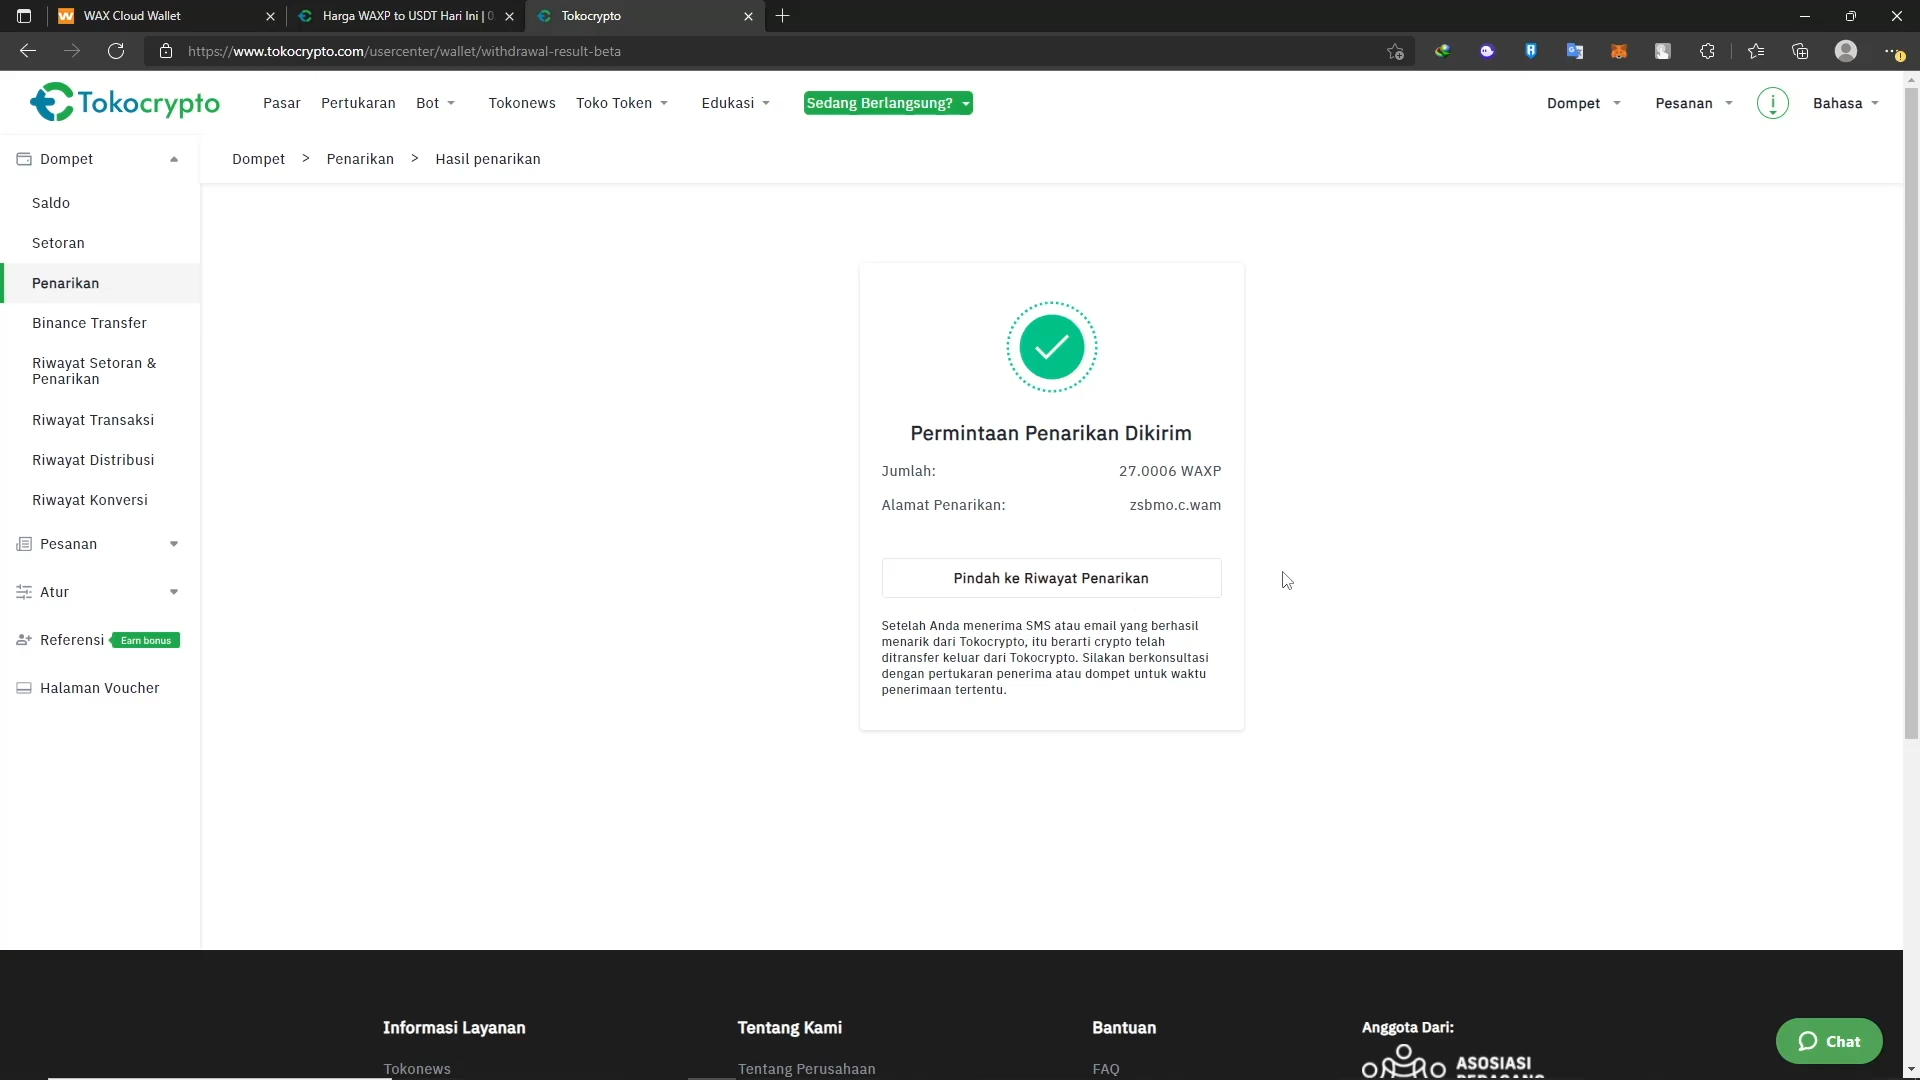 WAX Cloud Wallet
Harga WAXP to USDT Hari Ini | 0
Tokocrypto
https://www.tokocrypto.com/usercenter/wallet/withdrawal-result-beta
Tokocrypto
Pasar
Pertukaran
Bot
Tokonews
Toko Token
Edukasi
Sedang Berlangsung?
Dompet
Pesanan
Bahasa
Dompet
Dompet > Penarikan > Hasil penarikan
Saldo
Setoran
Penarikan
Binance Transfer
Riwayat Setoran &
Penarikan
Riwayat Transaksi
Riwayat Distribusi
Riwayat Konversi
Pesanan
Atur
Referensi
Earn bonus
Halaman Voucher
Permintaan Penarikan Dikirim
Jumlah: 27.0006 WAXP
Alamat Penarikan: zsbmo.c.wam
Pindah ke Riwayat Penarikan
Setelah Anda menerima SMS atau email yang berhasil
menarik dari Tokocrypto, itu berarti crypto telah
ditransfer keluar dari Tokocrypto. Silakan berkonsultasi
dengan pertukaran penerima atau dompet untuk waktu
penerimaan tertentu.
Informasi Layanan
Tentang Kami
Bantuan
Anggota Dari:
Tokonews
Tentang Perusahaan
FAQ
ASOSIASI
PEDAGANG
Chat